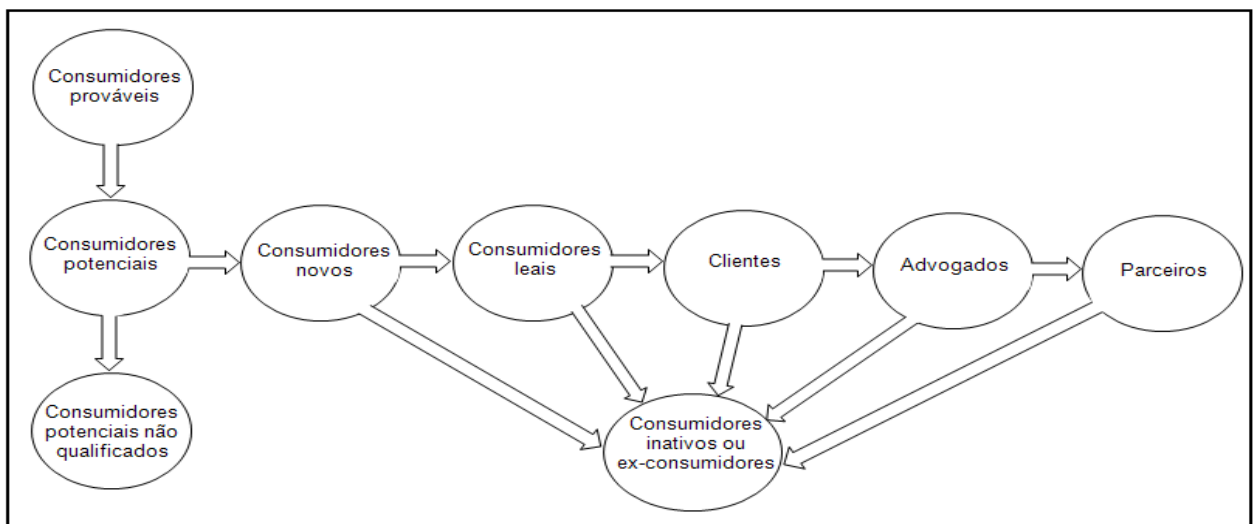 Consumidores
prováveis
Consumidores
potenciais
Consumidores
novos
Consumidores
leais
Clientes
Advogados
Parceiros
Consumidores
potenciais não
qualificados
Consumidores
inativos ou
ex-consumidores